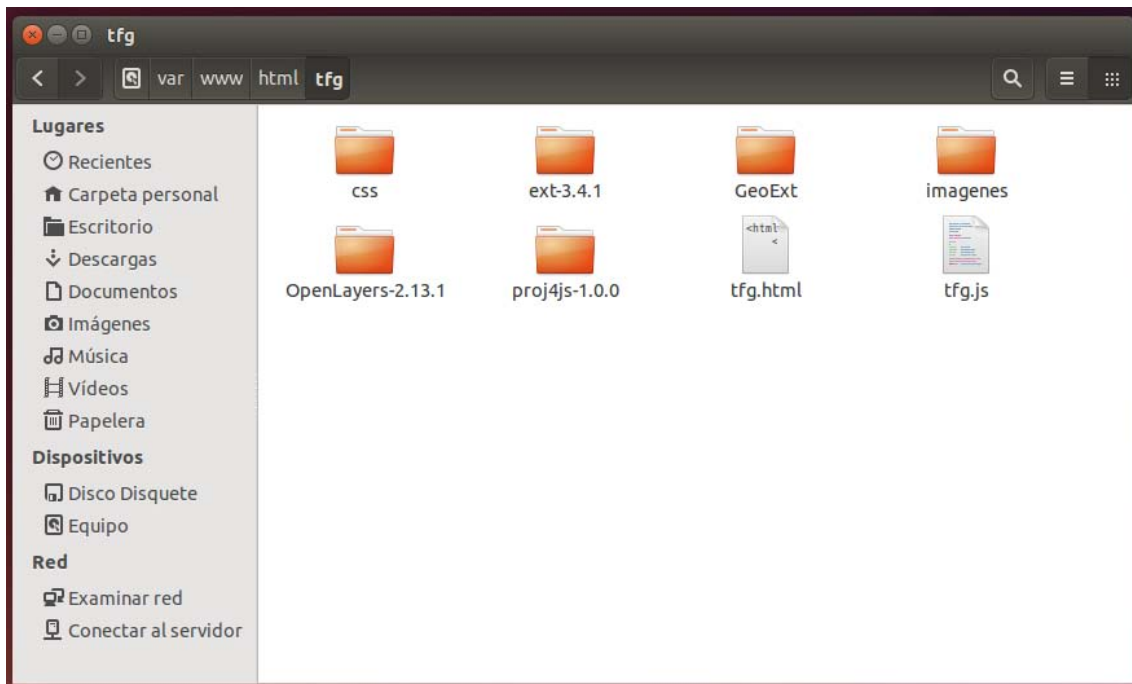 tfg
var www html tfg
Lugares
Recientes
Carpeta personal
Escritorio
Descargas
Documentos
Imágenes
Música
Vídeos
Papelera
Dispositivos
Disco Disquete
Equipo
Red
Examinar red
Conectar al servidor
css ext-3.4.1 GeoExt imagenes
<html
<
OpenLayers-2.13.1 proj4js-1.0.0 tfg.html tfg.js